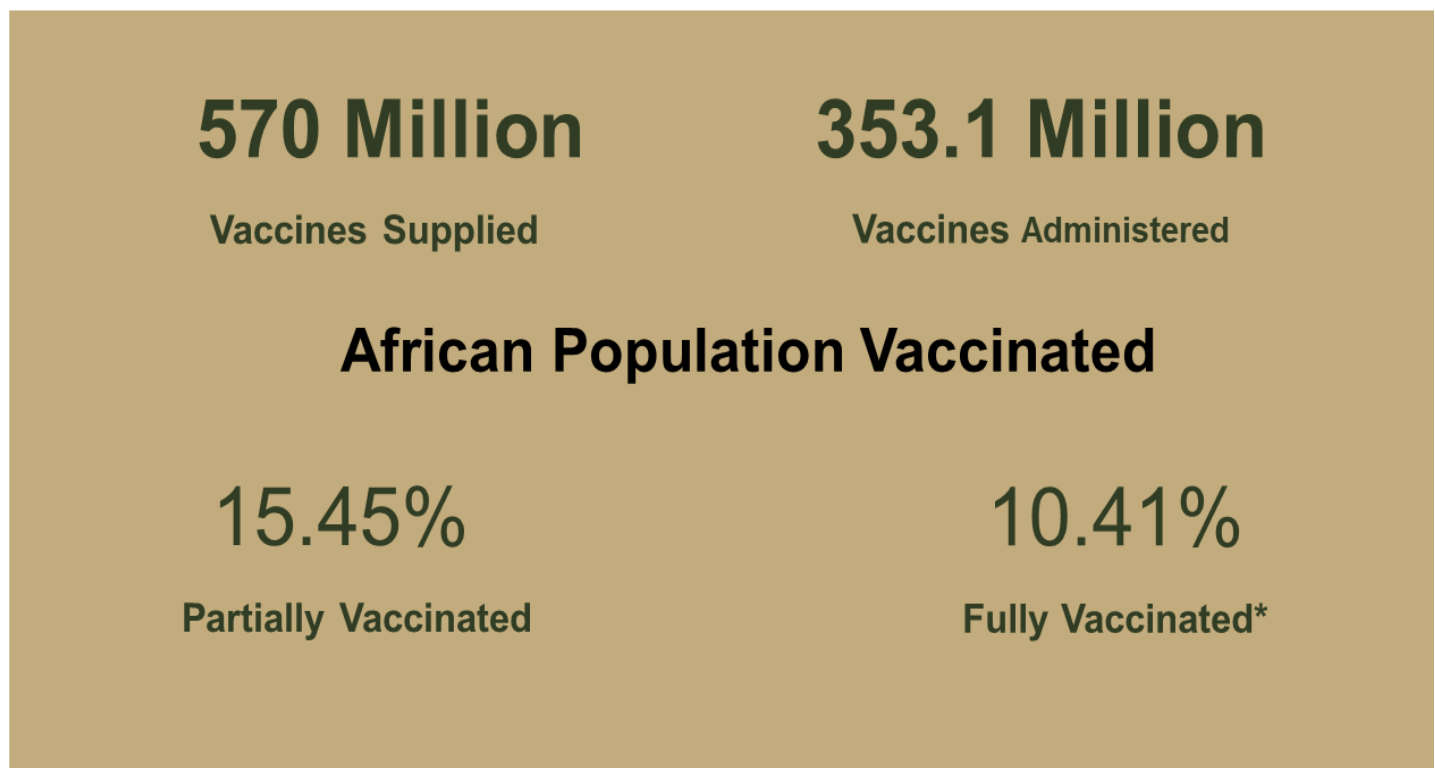 570 Million
353.1 Million
Vaccines Supplied
Vaccines Administered
African Population Vaccinated
15.45%
10.41%
Partially Vaccinated
Fully Vaccinated*